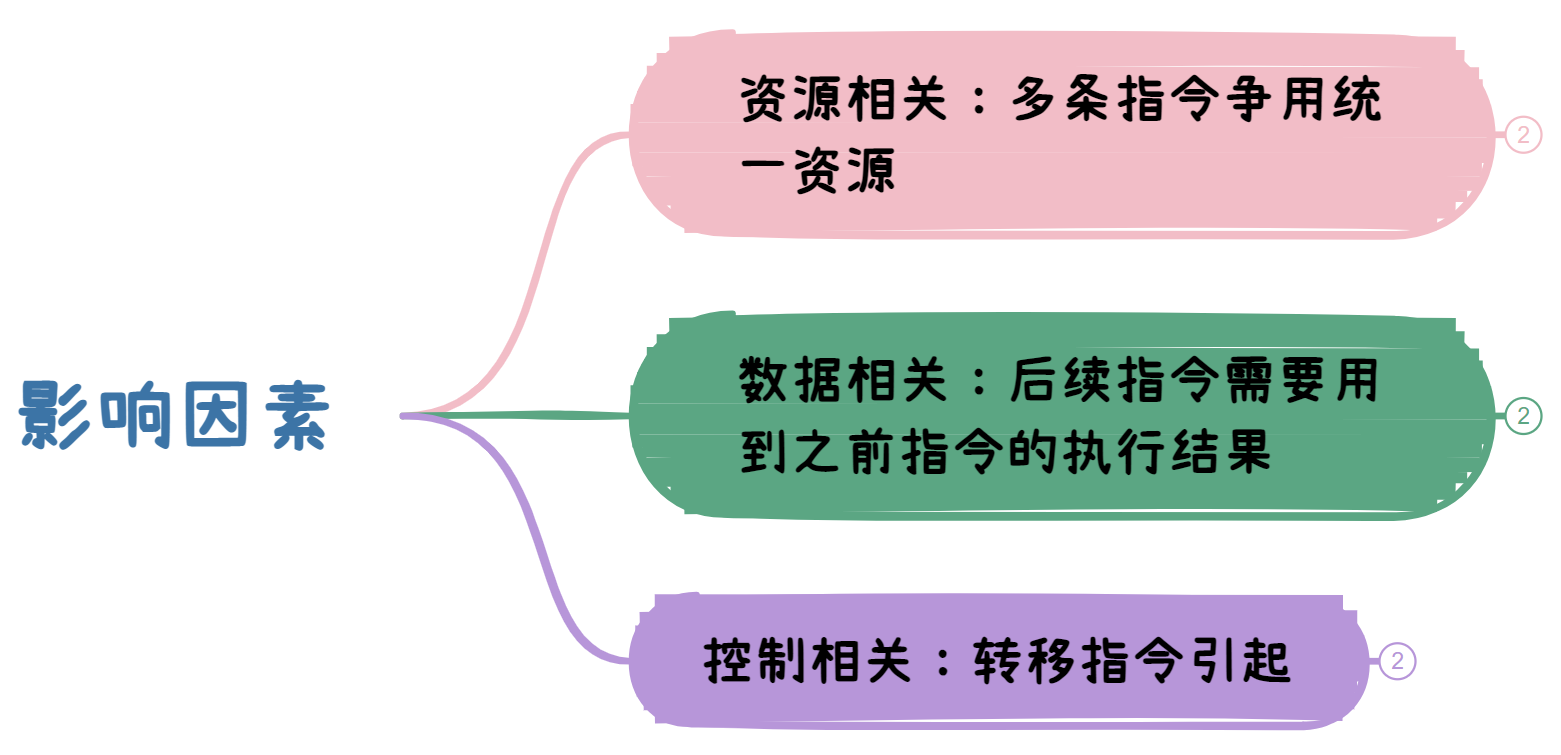 影响因素
资源相关：多条指令争用统
一资源
2
数据相关：后续指令需要用
到之前指令的执行结果
2
控制相关：转移指令引起
2